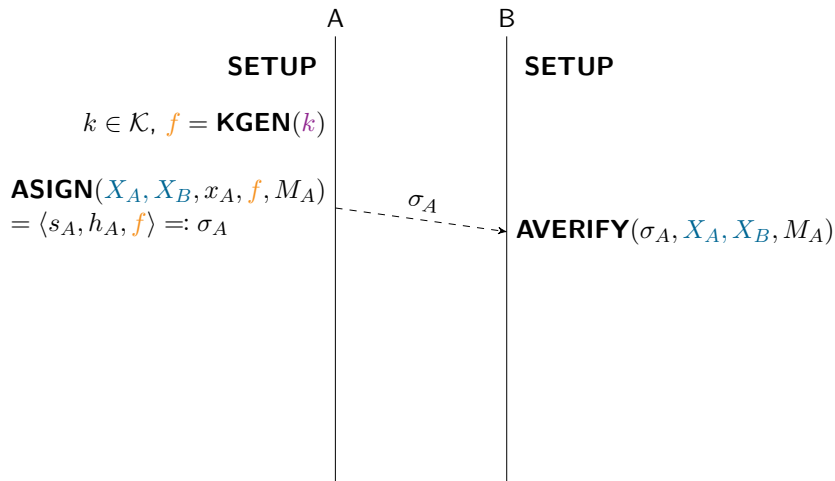 A B
SETUP SETUP
k ∈ 𝒦, f = KGEN(k)
ASIGN(X_A, X_B, x_A, f, M_A)
σ_A
= ⟨s_A, h_A, f⟩ =: σ_A
AVERIFY(σ_A, X_A, X_B, M_A)